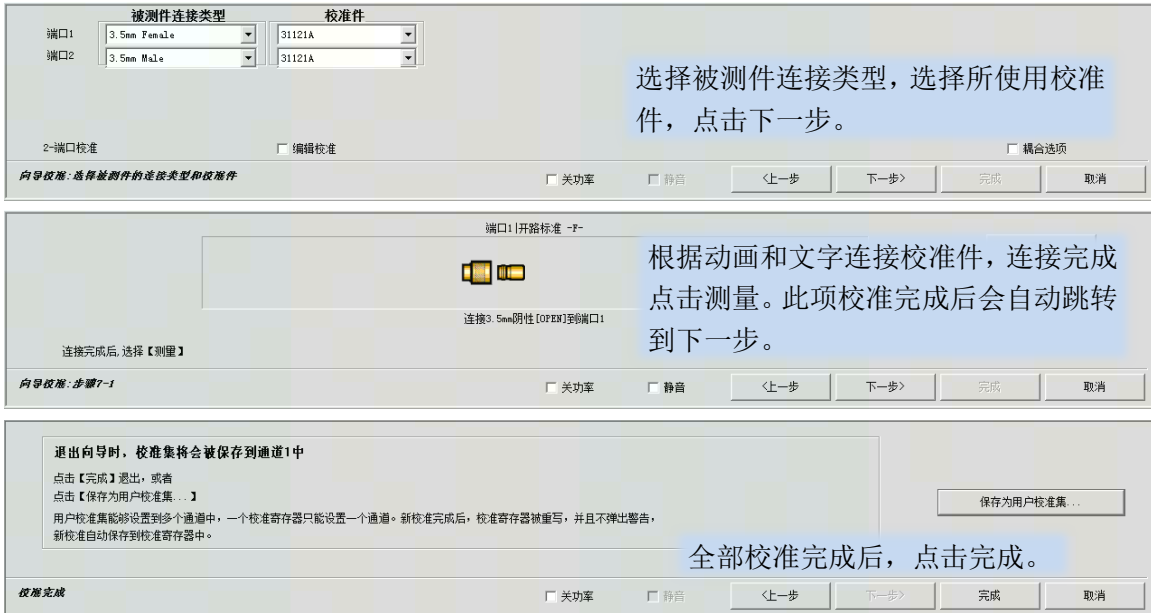 被测件连接类型 校准件
端口1 3.5mm Female 31121A
端口2 3.5mm Male 31121A
选择被测件连接类型，选择所使用校准
件，点击下一步。
2-端口校准 编辑校准 耦合选项
向导校准:选择被测件的连接类型和校准件 关功率 静音 <上一步 下一步> 完成 取消
端口1|开路标准 -F-
根据动画和文字连接校准件，连接完成
点击测量。此项校准完成后会自动跳转
到下一步。
连接3.5mm阴性[OPEN]到端口1
连接完成后,选择【测量】
向导校准:步骤7-1 关功率 静音 <上一步 下一步> 完成 取消
退出向导时，校准集将会被保存到通道1中
点击【完成】退出，或者
点击【保存为用户校准集...】
保存为用户校准集...
用户校准集能够设置到多个通道中，一个校准寄存器只能设置一个通道。新校准完成后，校准寄存器被重写，并且不弹出警告，
新校准自动保存到校准寄存器中。
全部校准完成后，点击完成。
校准完成 关功率 静音 <上一步 下一步> 完成 取消